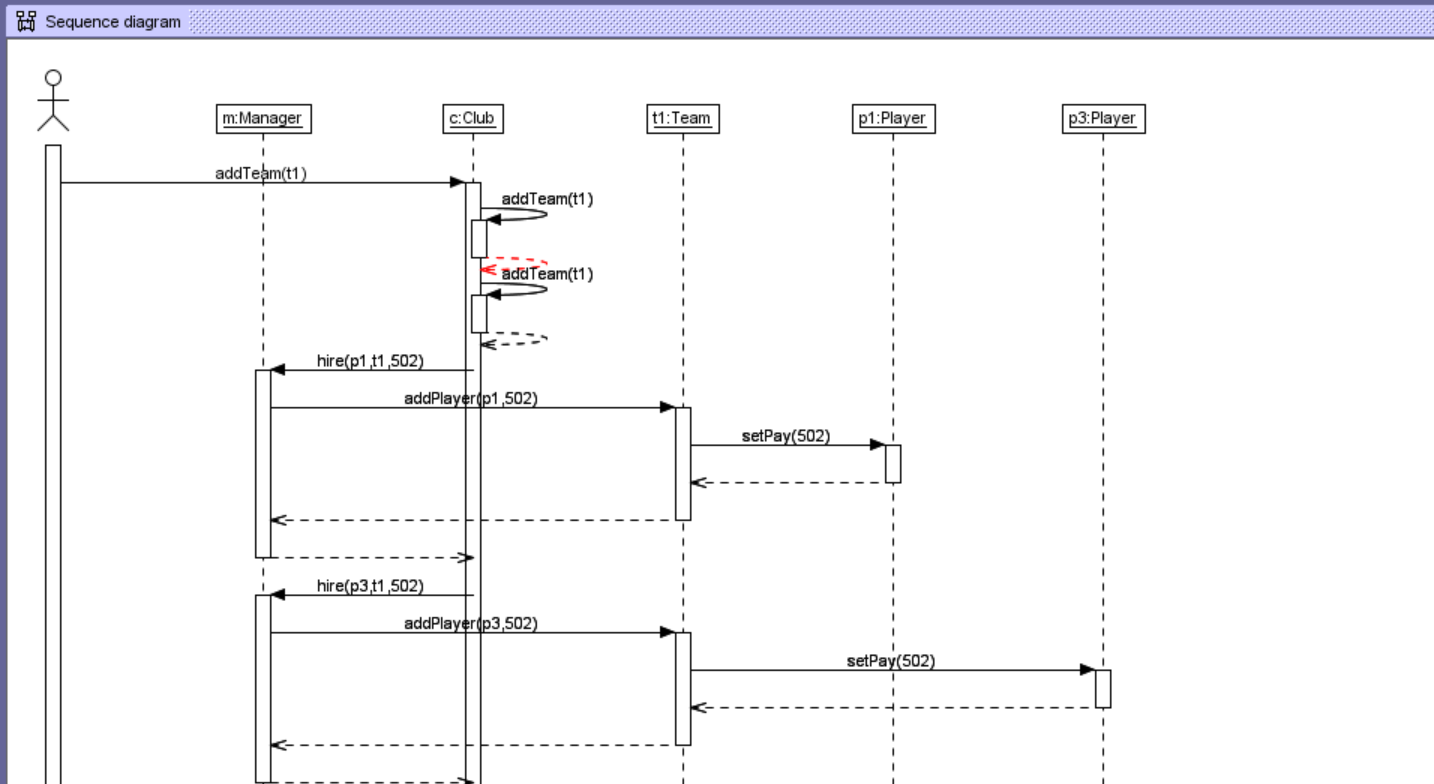 Sequence diagram
m:Manager
c:Club
t1:Team
p1:Player
p3:Player
addTeam(t1)
addTeam(t1)
addTeam(t1)
hire(p1,t1,502)
addPlayer(p1,502)
setPay(502)
hire(p3,t1,502)
addPlayer(p3,502)
setPay(502)